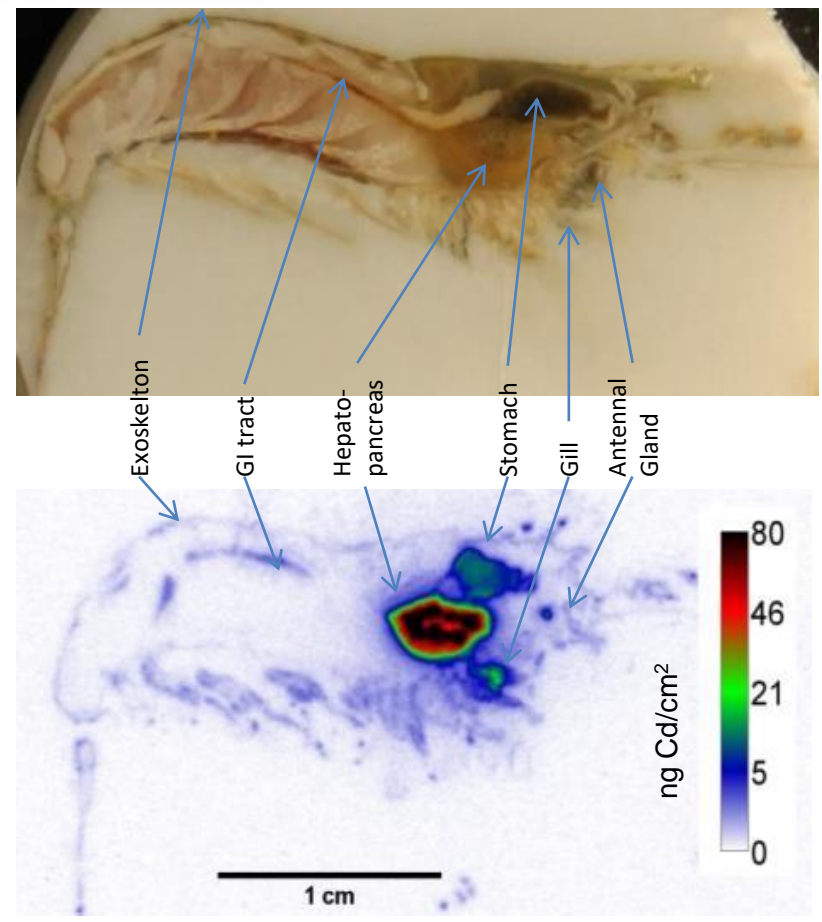 Exoskelton
GI tract
Hepato-
pancreas
Stomach
Gill
Antennal
Gland
80
46
21
5
0
ng Cd/cm²
1 cm